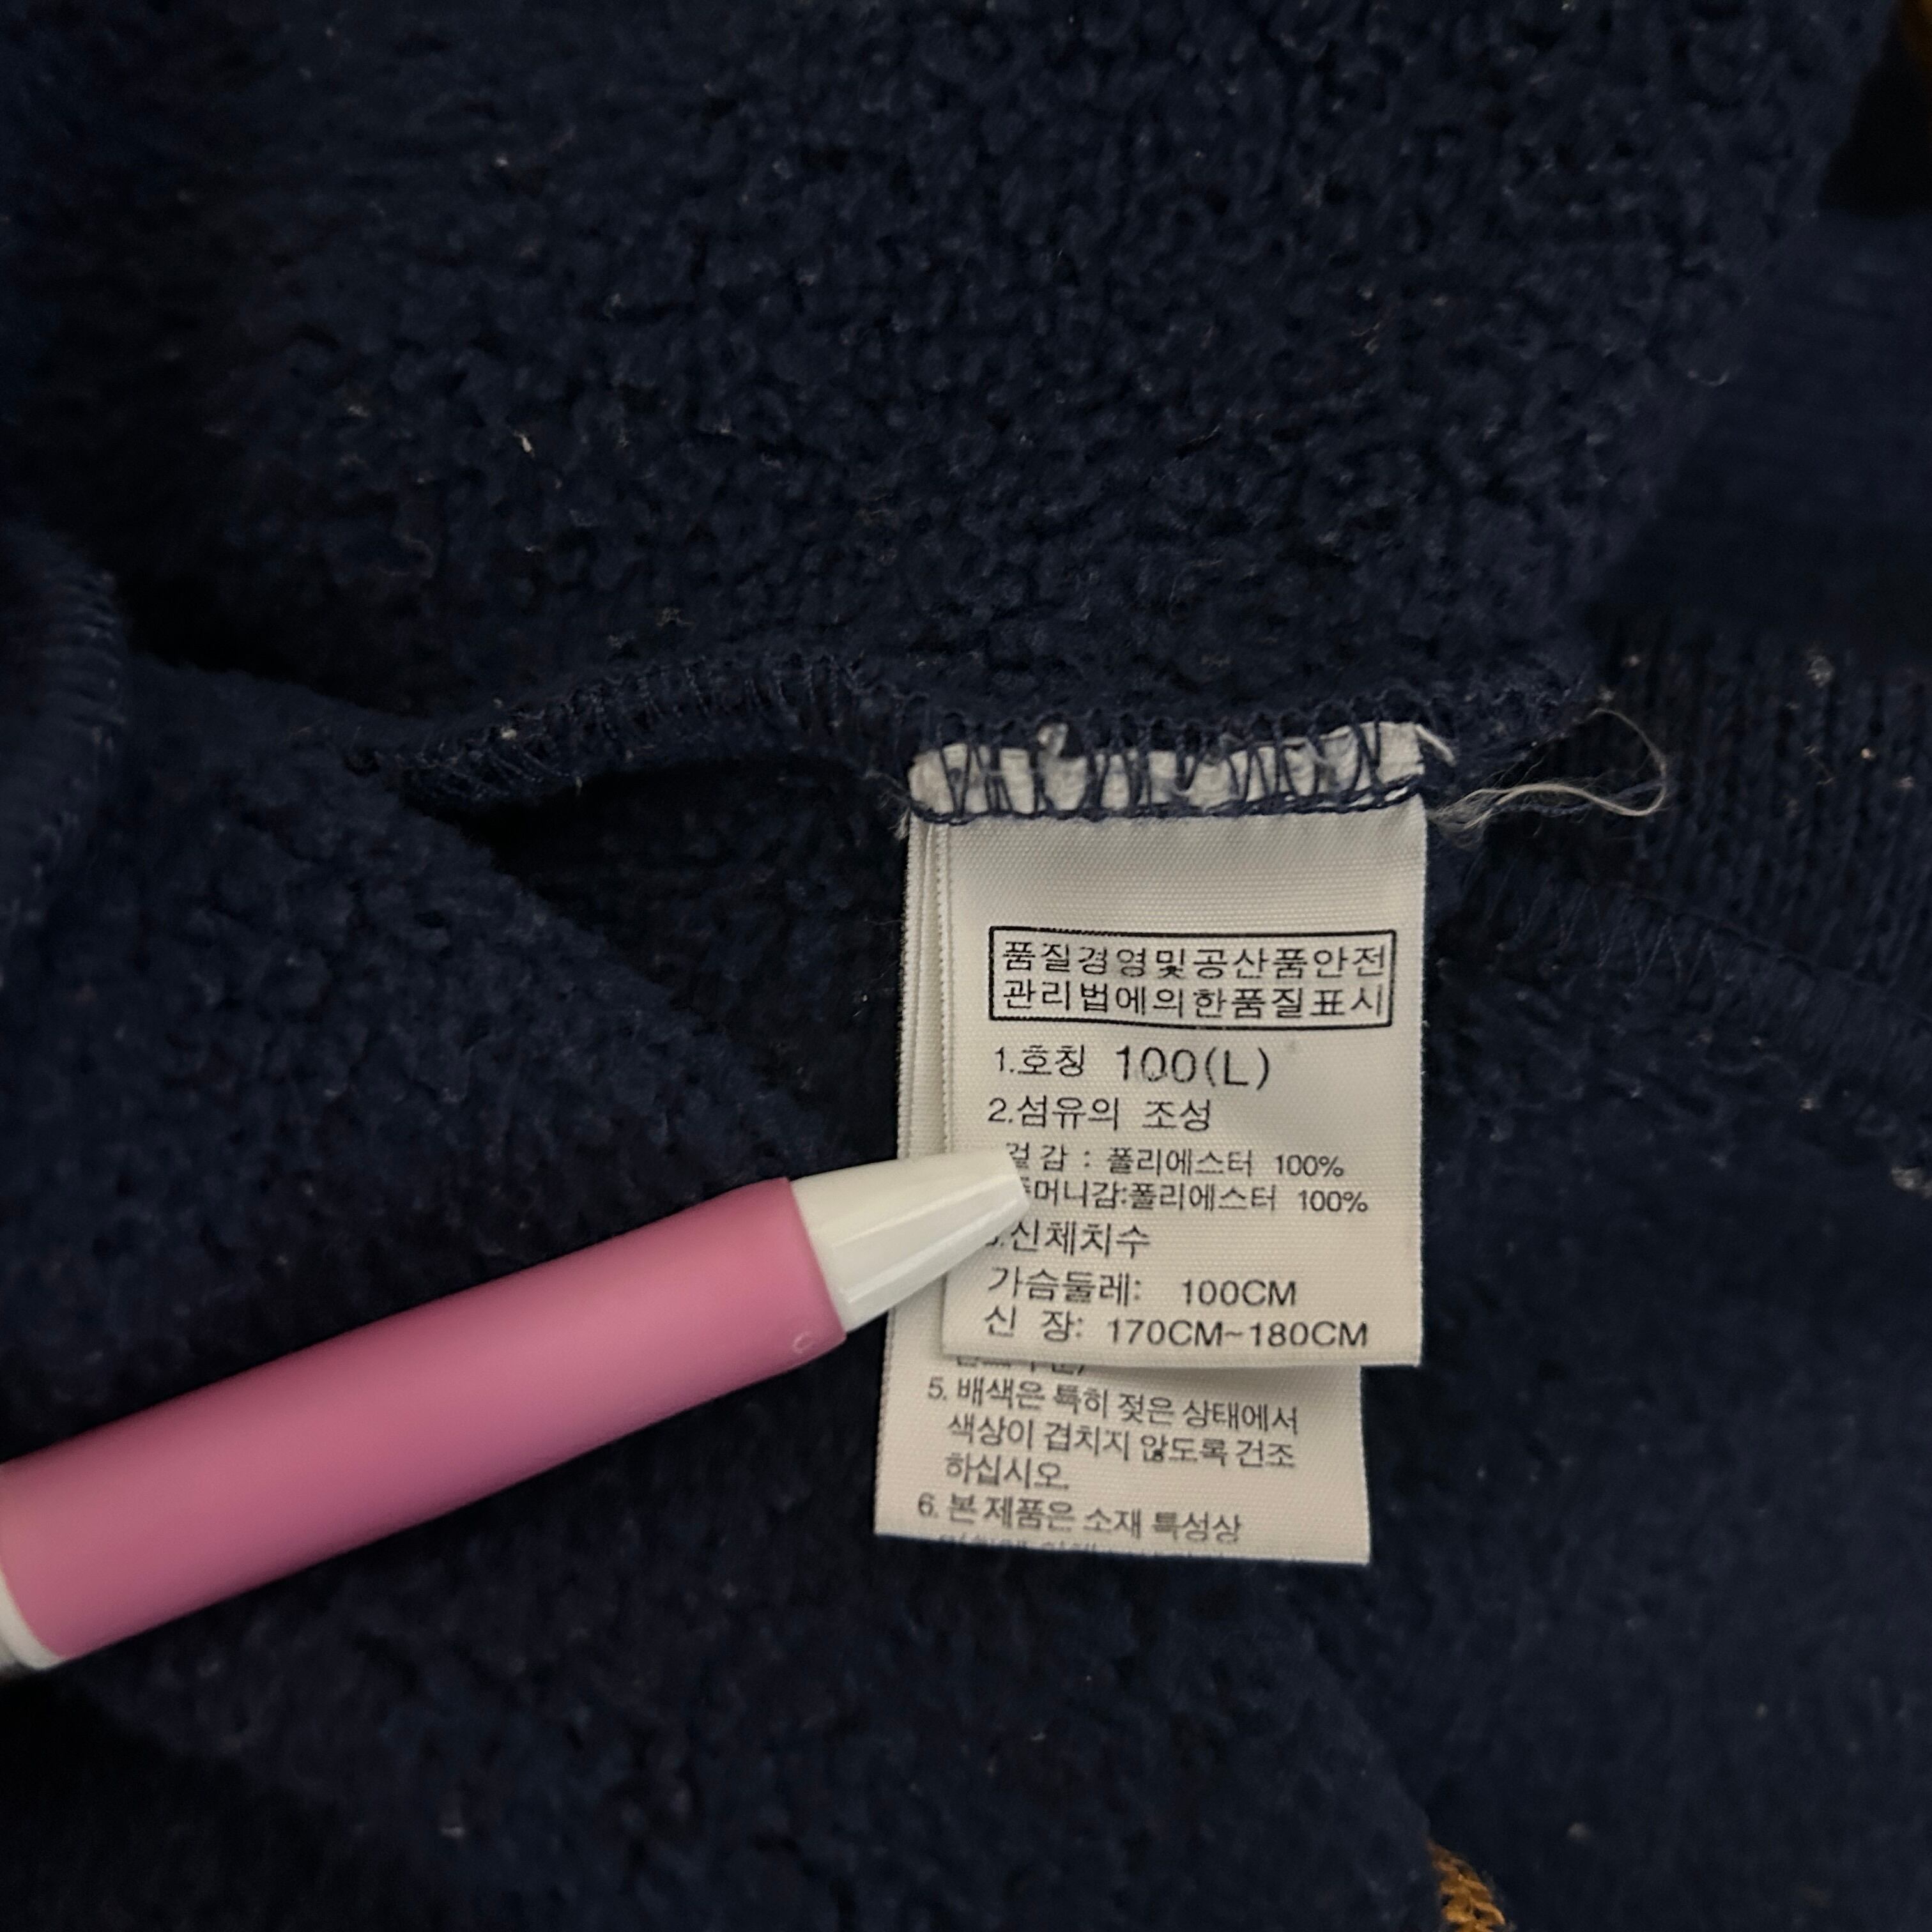 품질경영및공산품안전
관리법에의한품질표시
1.호칭 100(L)
2.섬유의 조성
겉감 : 폴리에스터 100%
폴리에스터 100%
신체치수
가슴둘레: 100CM
신 장: 170CM~180CM
5. 배색은 특히 젖은 상태에서
색상이 겹치지 않도록 건조
하십시오.
6. 본 제품은 소재 특성상